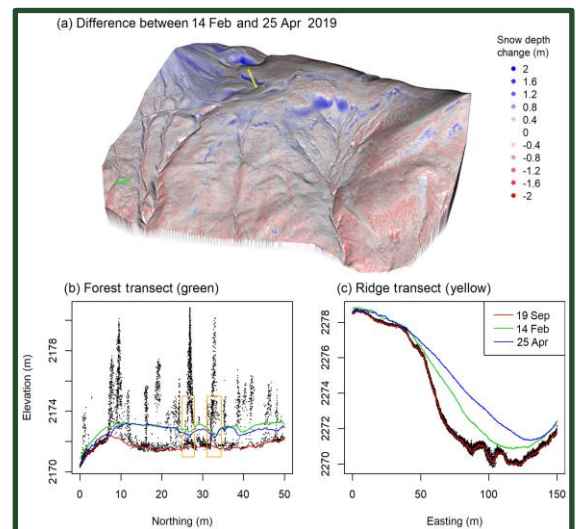 (a) Difference between 14 Feb and 25 Apr 2019
Snow depth
change (m)
2
1.6
1.2
0.8
0.4
0
-0.4
-0.8
-1.2
-1.6
-2
(b) Forest transect (green)
Elevation (m)
2178
2174
2170
0 10 20 30 40 50
Northing (m)
(c) Ridge transect (yellow)
19 Sep
14 Feb
25 Apr
2278
2276
2274
2272
2270
0 50 100 150
Easting (m)